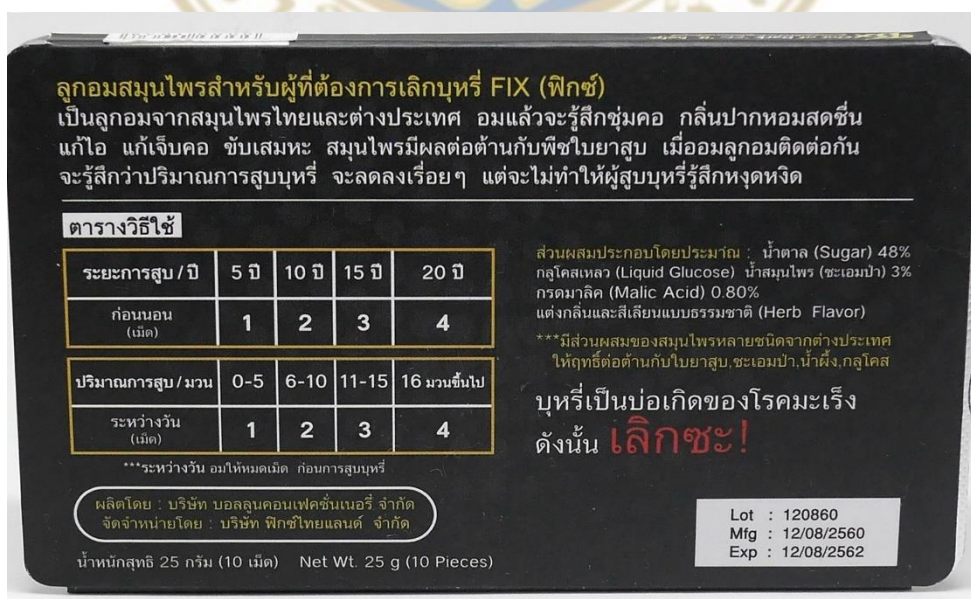 ลูกอมสมุนไพรสำหรับผู้ที่ต้องการเลิกบุหรี่ FIX (ฟิกซ์)
เป็นลูกอมจากสมุนไพรไทยและต่างประเทศ อมแล้วจะรู้สึกชุ่มคอ กลิ่นปากหอมสดชื่น
แก้ไอ แก้เจ็บคอ ขับเสมหะ สมุนไพรมีผลต่อต้านกับพืชใบยาสูบ เมื่ออมลูกอมติดต่อกัน
จะรู้สึกว่าปริมาณการสูบบุหรี่ จะลดลงเรื่อยๆ แต่จะไม่ทำให้ผู้สูบบุหรี่รู้สึกหงุดหงิด
ตารางวิธีใช้
ระยะการสูบ / ปี 5 ปี 10 ปี 15 ปี 20 ปี
ก่อนนอน
(เม็ด) 1 2 3 4
ปริมาณการสูบ / มวน 0-5 6-10 11-15 16 มวนขึ้นไป
ระหว่างวัน
(เม็ด) 1 2 3 4
***ระหว่างวัน อมให้หมดเม็ด ก่อนการสูบบุหรี่
ผลิตโดย : บริษัท บอลลูนคอนเฟคชั่นเนอรี่ จำกัด
จัดจำหน่ายโดย : บริษัท ฟิกซ์ไทยแลนด์ จำกัด
น้ำหนักสุทธิ 25 กรัม (10 เม็ด) Net Wt. 25 g (10 Pieces)
ส่วนผสมประกอบโดยประมาณ : น้ำตาล (Sugar) 48%
กลูโคสเหลว (Liquid Glucose) น้ำสมุนไพร (ชะเอมป่า) 3%
กรดมาลิค (Malic Acid) 0.80%
แต่งกลิ่นและสีเลียนแบบธรรมชาติ (Herb Flavor)
***มีส่วนผสมของสมุนไพรหลายชนิดจากต่างประเทศ
ให้ฤทธิ์ต่อต้านกับใบยาสูบ,ชะเอมป่า,น้ำผึ้ง,กลูโคส
บุหรี่เป็นบ่อเกิดของโรคมะเร็ง
ดังนั้น เลิกซะ!
Lot : 120860
Mfg : 12/08/2560
Exp : 12/08/2562